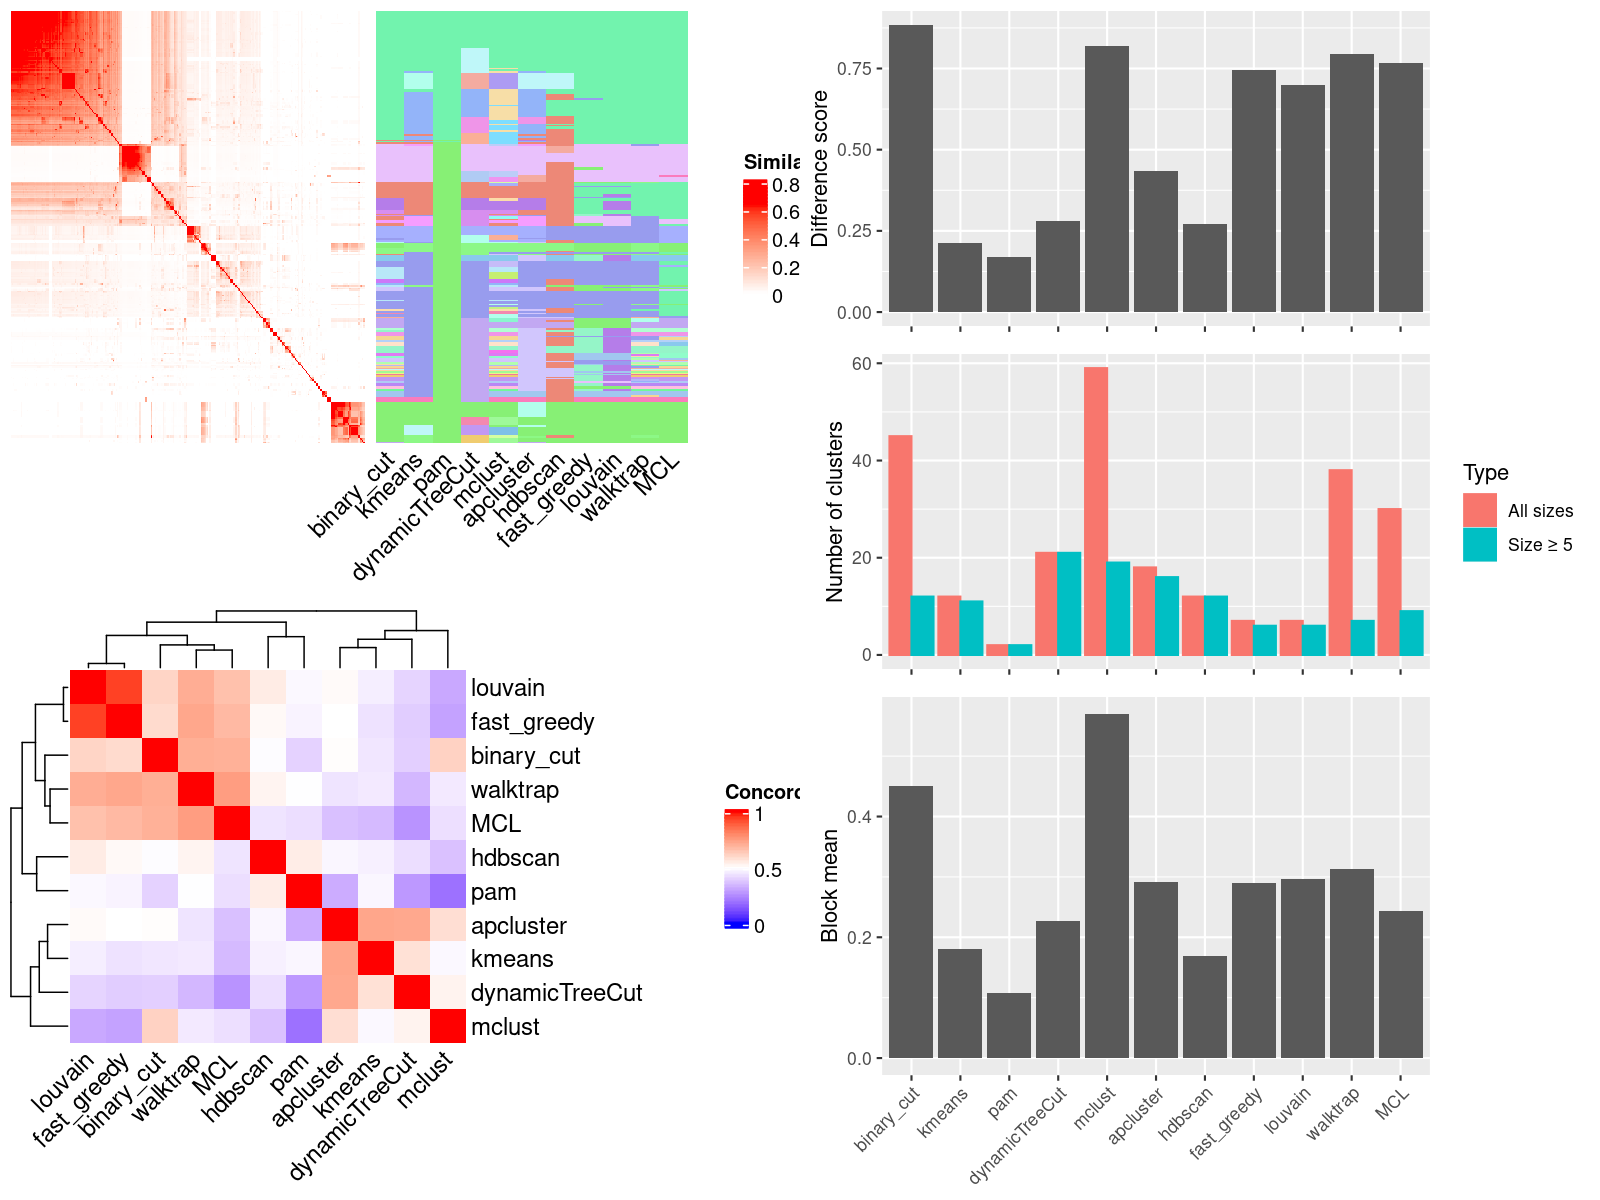 Simila
0.8
0.6
0.4
0.2
0
binary_cut
kmeans
pam
dynamicTreeCut
mclust
apcluster
hdbscan
fast_greedy
louvain
walktrap
MCL
Difference score
0.75
0.50
0.25
0.00
Number of clusters
60
40
20
0
Type
All sizes
Size ≥ 5
louvain
fast_greedy
binary_cut
walktrap
MCL
hdbscan
pam
apcluster
kmeans
dynamicTreeCut
mclust
louvain
fast_greedy
binary_cut
walktrap
MCL
hdbscan
pam
apcluster
kmeans
dynamicTreeCut
mclust
Concord
1
0.5
0
Block mean
0.4
0.2
0.0
binary_cut
kmeans
pam
dynamicTreeCut
mclust
apcluster
hdbscan
fast_greedy
louvain
walktrap
MCL